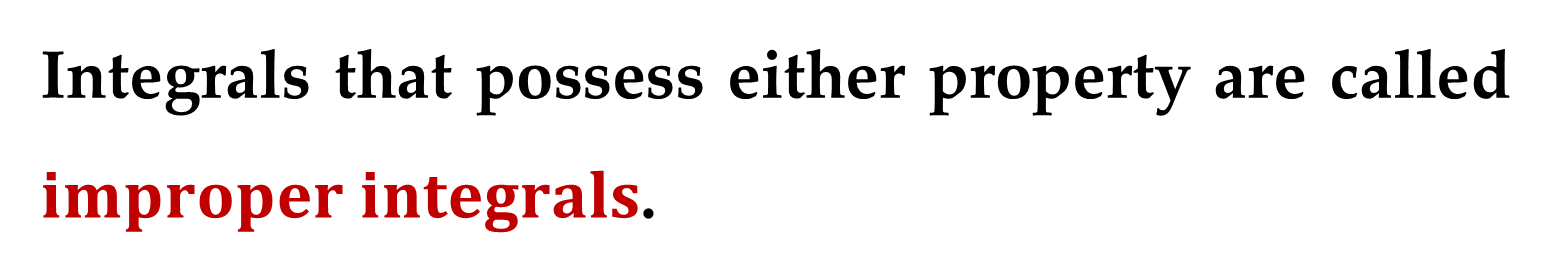 Integrals that possess either property are called
improper integrals.